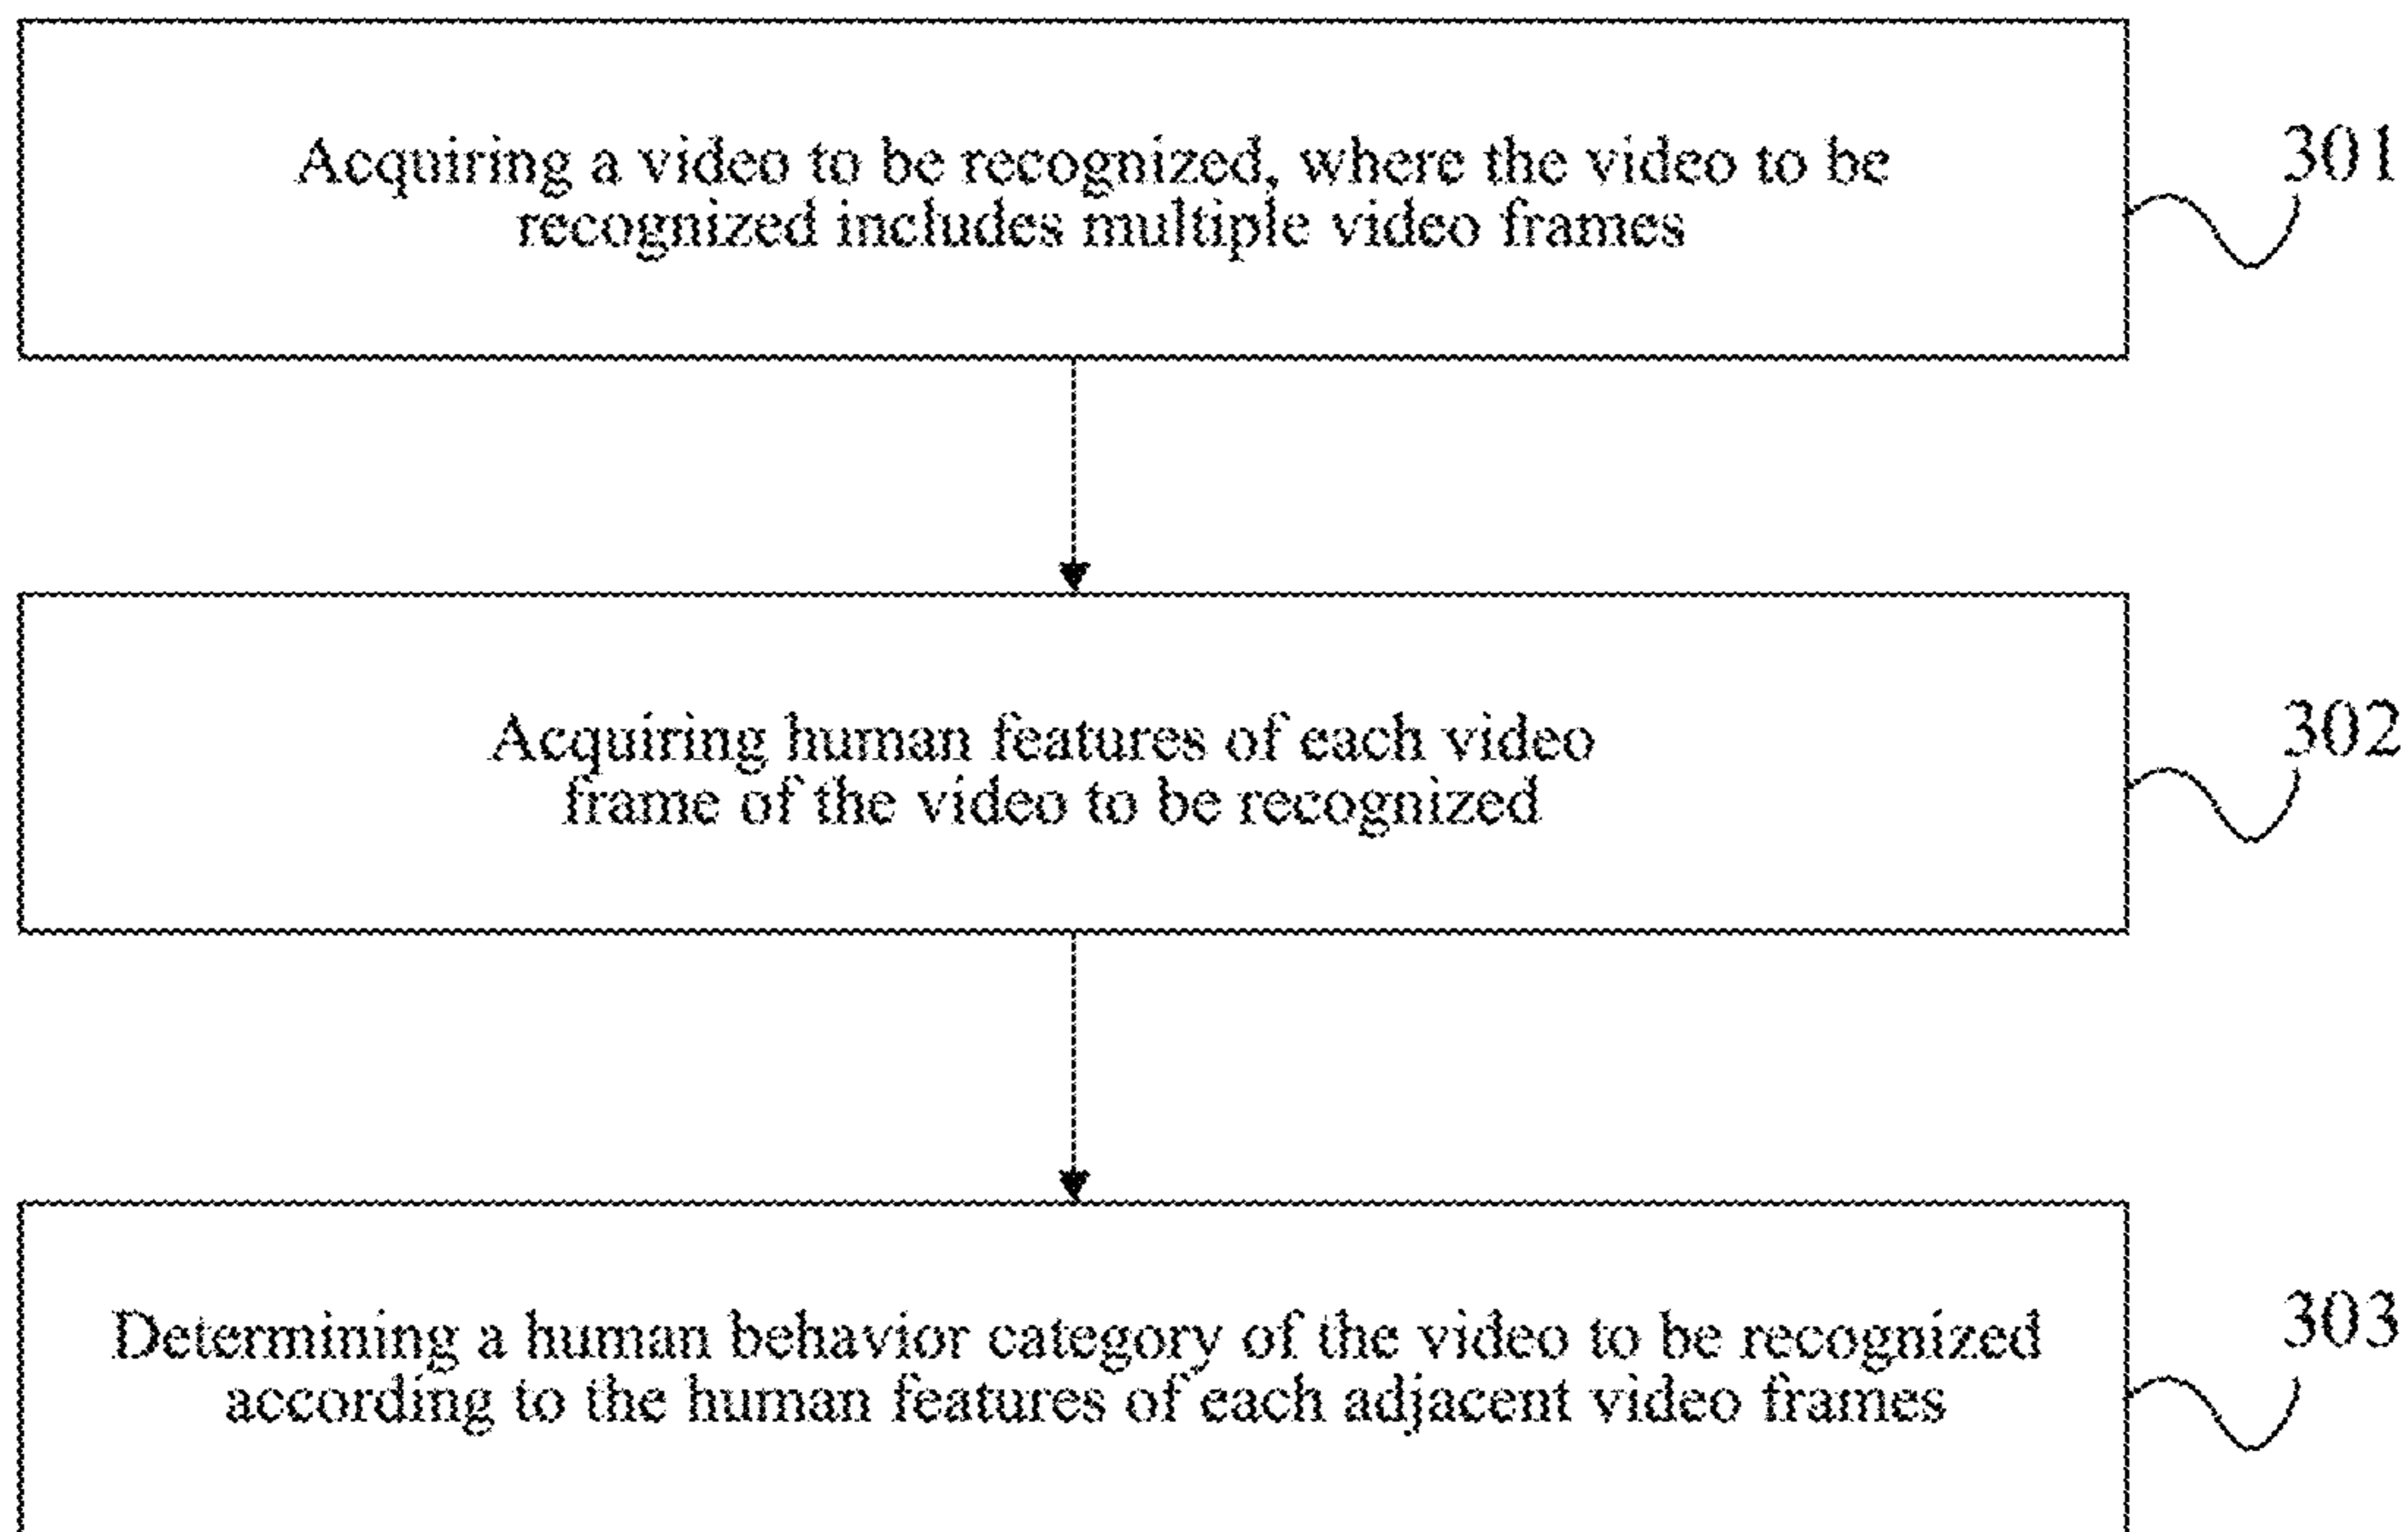 Acquiring a video to be recognized, where the video to be
recognized includes multiple video frames
301
Acquiring human features of each video
frame of the video to be recognized
302
Determining a human behavior category of the video to be recognized
according to the human features of each adjacent video frames
303